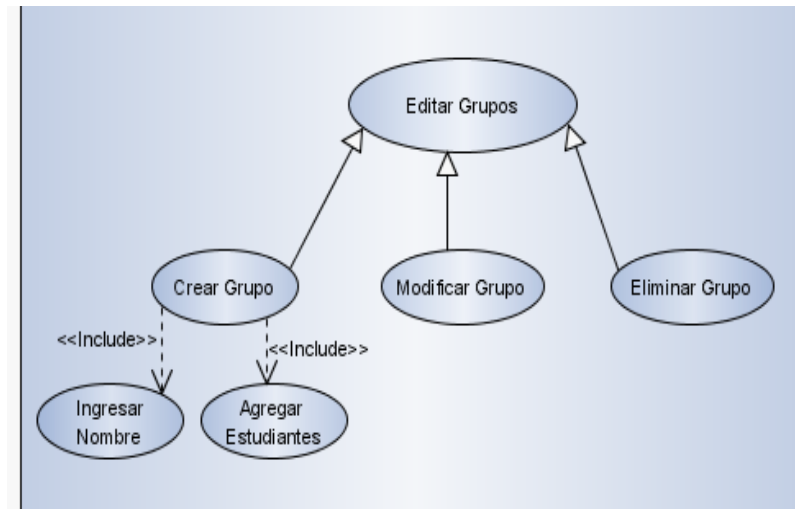 Editar Grupos
Crear Grupo
Modificar Grupo
Eliminar Grupo
<<Include>>
<<Include>>
Ingresar
Nombre
Agregar
Estudiantes